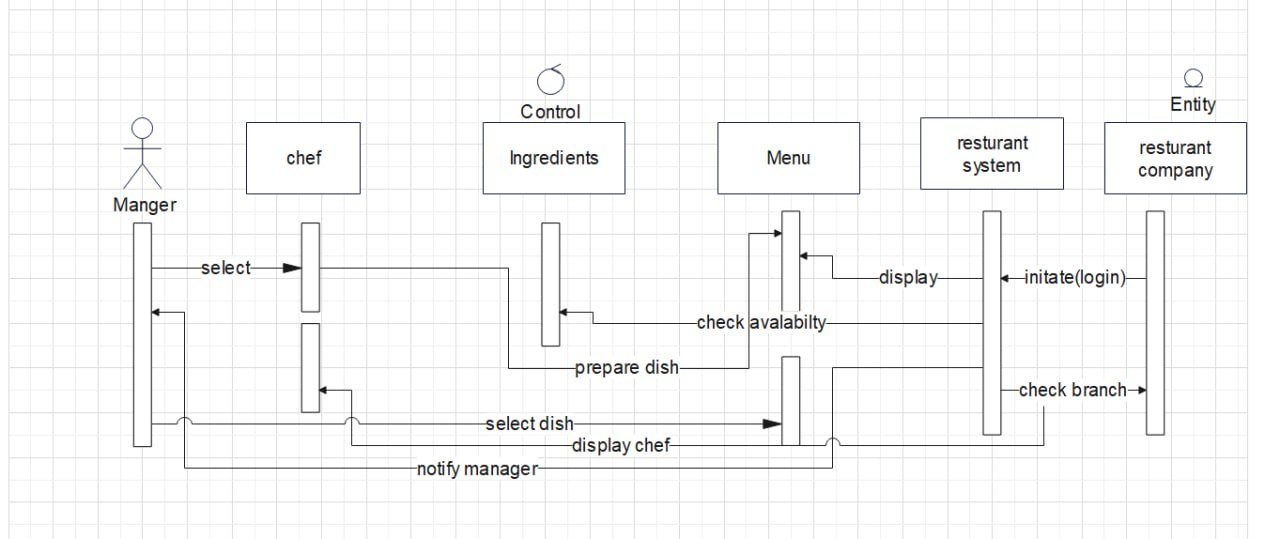 Control
Entity
Manger
chef
Ingredients
Menu
resturant
system
resturant
company
select
display
initate(login)
check avalabilty
prepare dish
check branch
select dish
display chef
notify manager